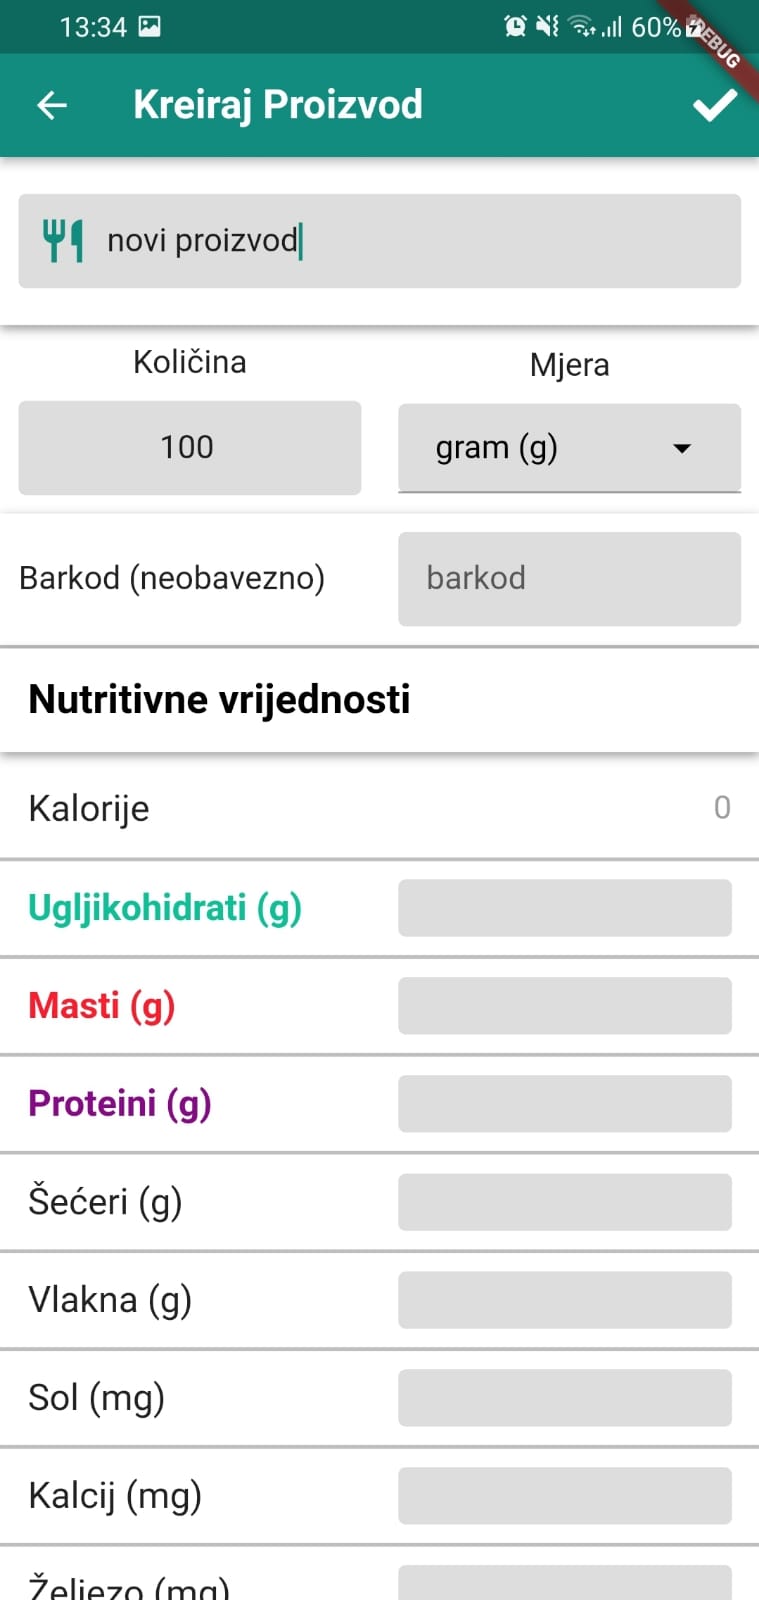 13:34 60%
DEBUG
Kreiraj Proizvod
novi proizvod
Količina
Mjera
100
gram (g)
Barkod (neobavezno)
barkod
Nutritivne vrijednosti
Kalorije 0
Ugljikohidrati (g)
Masti (g)
Proteini (g)
Šećeri (g)
Vlakna (g)
Sol (mg)
Kalcij (mg)
Željezo (mg)